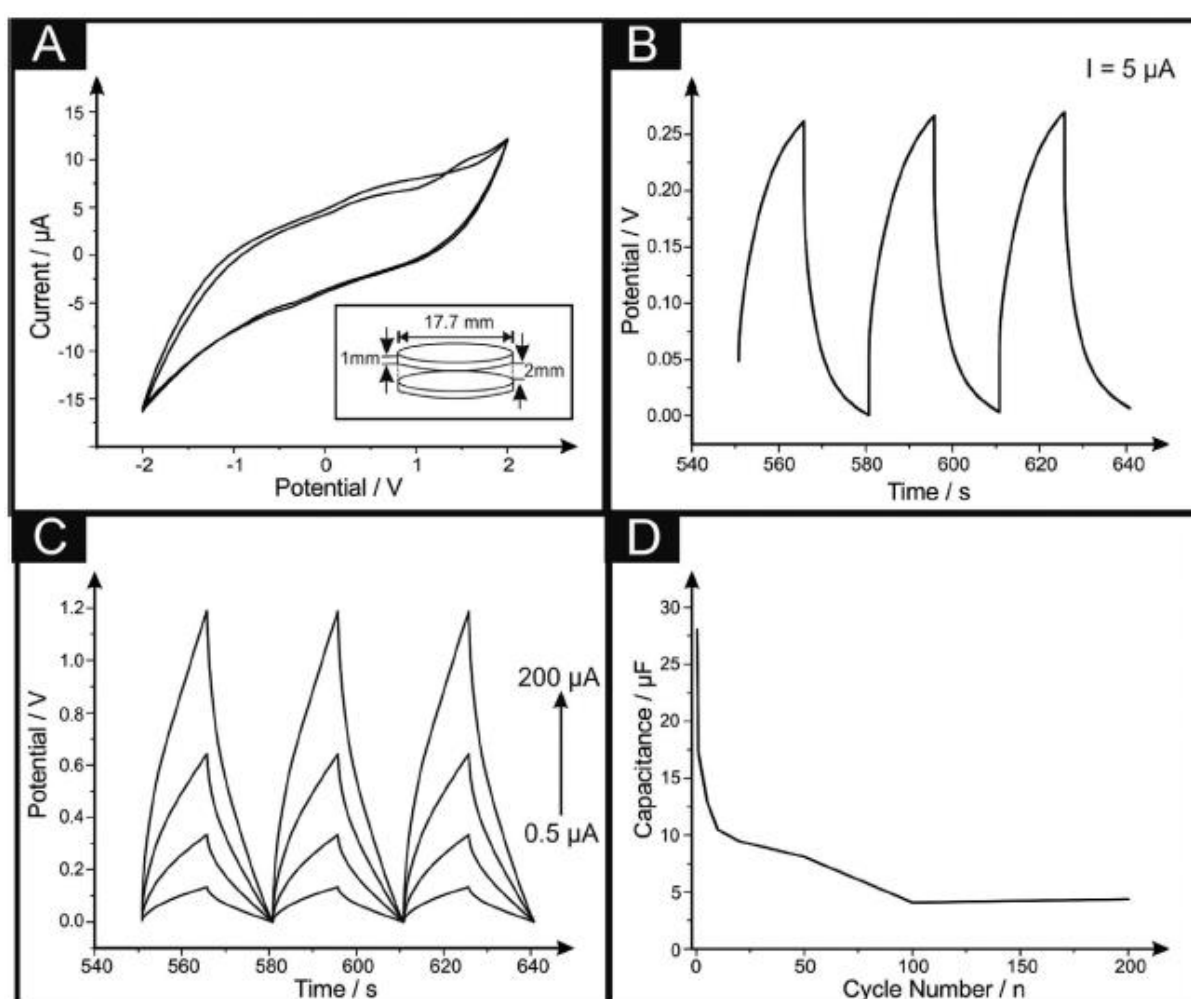 A
Current / µA
15
10
5
0
-5
-10
-15
-2
-1
0
1
2
Potential / V
17.7 mm
1mm
2mm
B
I = 5 µA
Potential / V
0.25
0.20
0.15
0.10
0.05
0.00
540
560
580
600
620
640
Time / s
C
Potential / V
1.2
1.0
0.8
0.6
0.4
0.2
0.0
540
560
580
600
620
640
Time / s
200 µA
0.5 µA
D
Capacitance / µF
30
25
20
15
10
5
0
0
50
100
150
200
Cycle Number / n